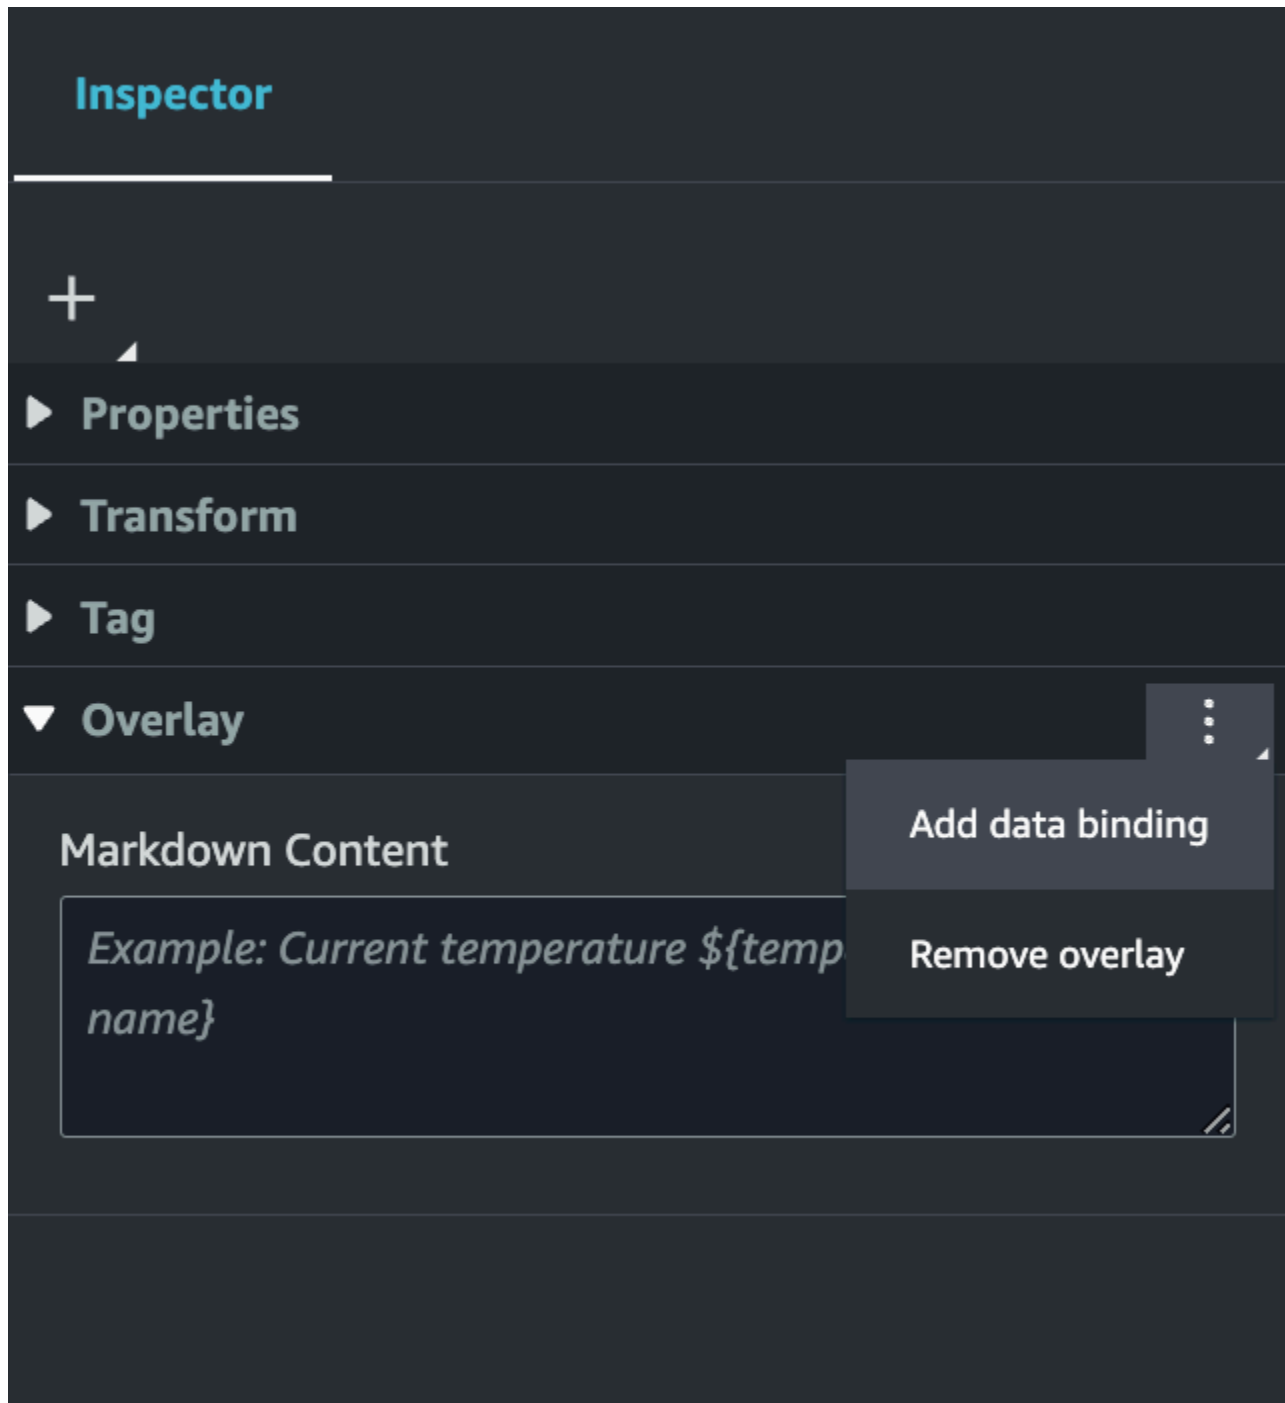 Inspector
Properties
Transform
Tag
Overlay
Add data binding
Remove overlay
Markdown Content
Example: Current temperature ${temp
name}